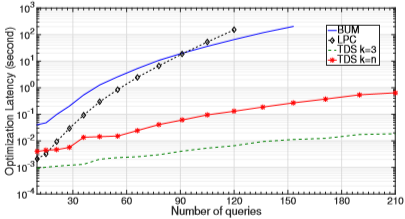 10^3
10^2
10^1
10^0
10^-1
10^-2
10^-3
10^-4
Optimization Latency (second)
BUM
LPC
TDS k=3
TDS k=n
30 60 90 120 150 180 210
Number of queries